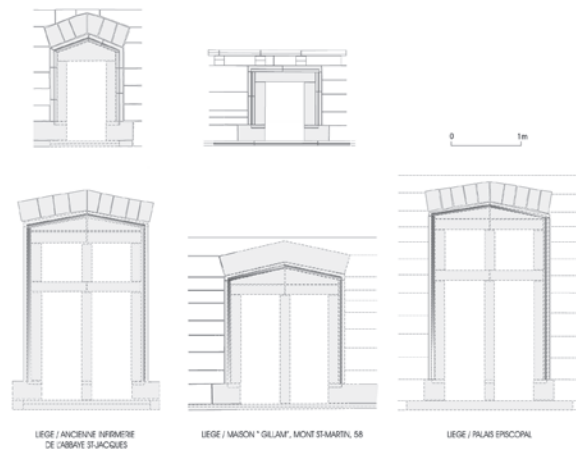 0 1m
LIEGE / ANCIENNE INFIRMERIE
DE L'ABBAYE ST-JACQUES
LIEGE / MAISON " GILLAM", MONT ST-MARTIN, 58
LIEGE / PALAIS EPISCOPAL